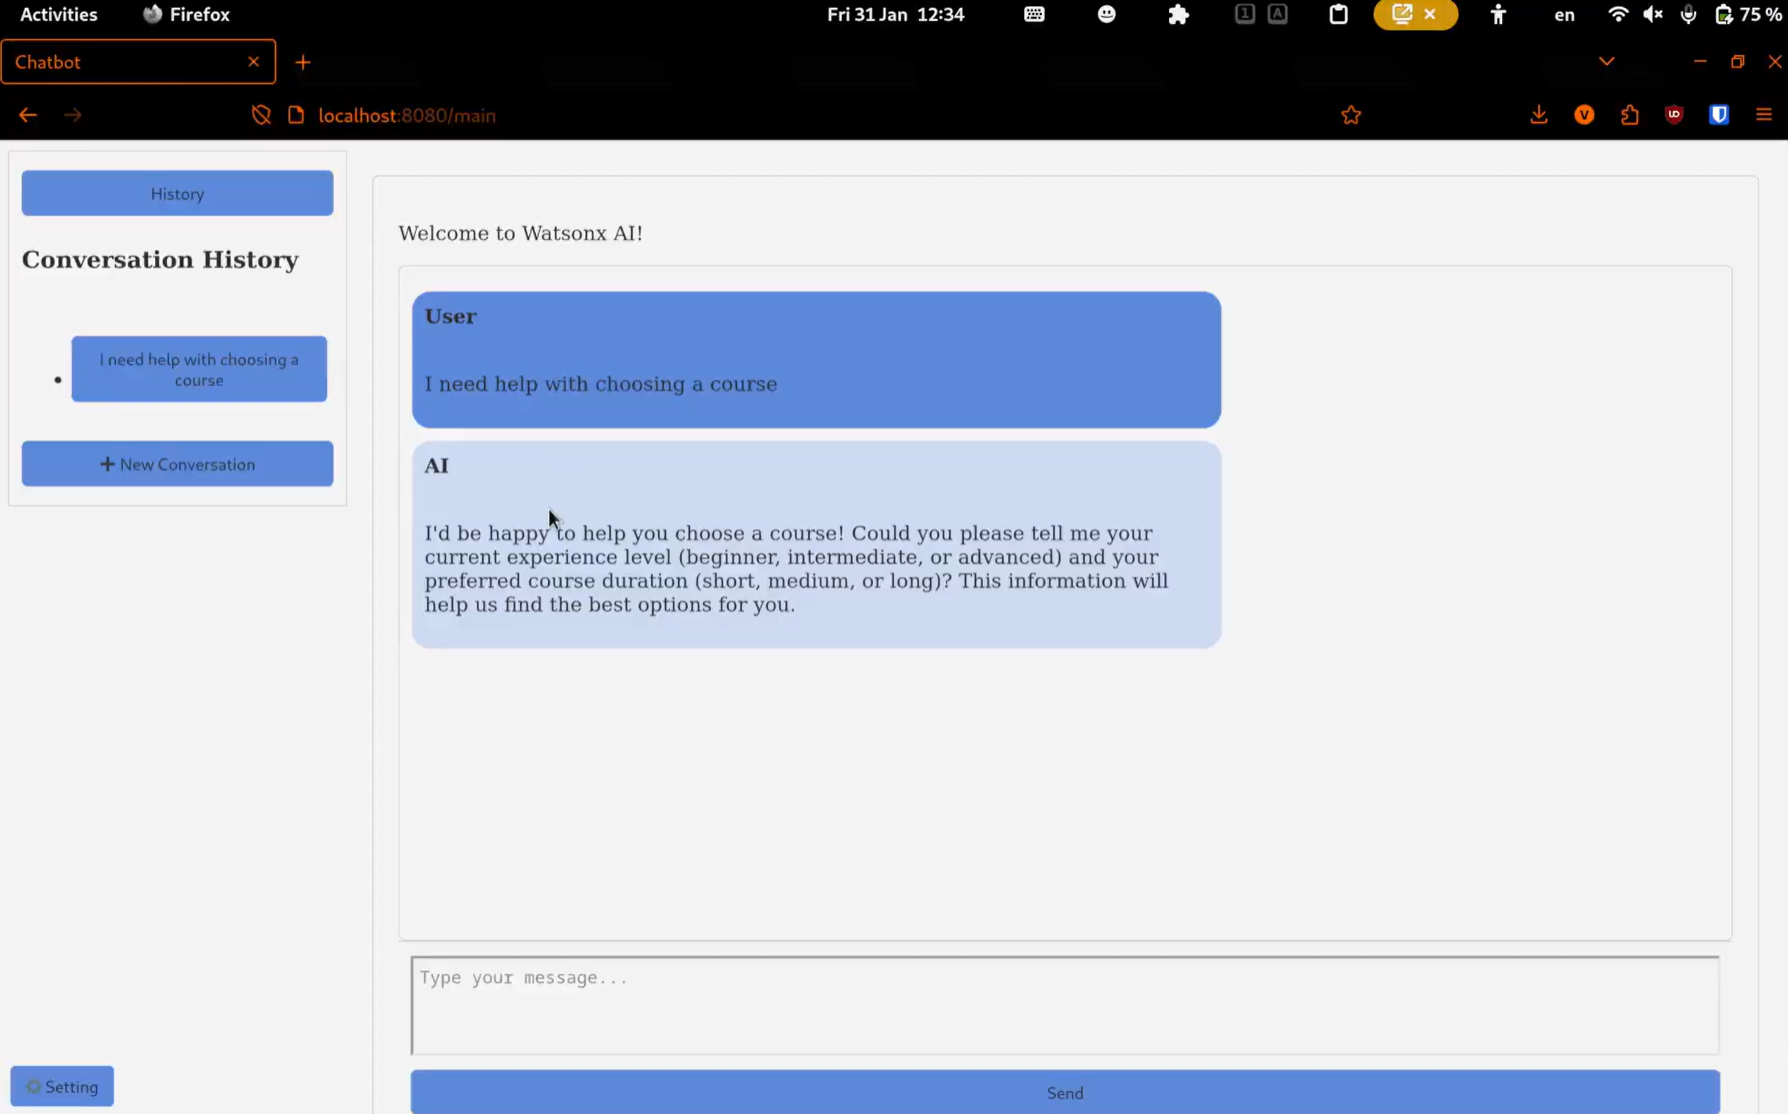 Activities Firefox Fri 31 Jan 12:34 1 A en 75 %
Chatbot
localhost:8080/main
V
UD
History
Conversation History
I need help with choosing a
course
New Conversation
Setting
Welcome to Watsonx AI!
User
I need help with choosing a course
AI
I'd be happy to help you choose a course! Could you please tell me your
current experience level (beginner, intermediate, or advanced) and your
preferred course duration (short, medium, or long)? This information will
help us find the best options for you.
Type your message...
Send